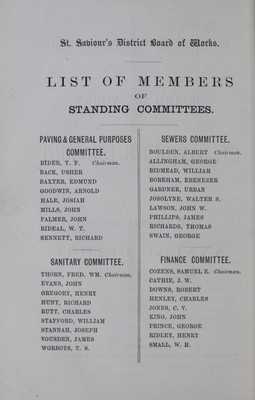 St. Saviour's District Board of Works.
LIST OF MEMBERS
OF
STANDING COMMITTEES.
PAVING & GENERAL PURPOSES
COMMITTEE.
RIDER, T. F. Chairman.
BACK, USHER
BAXTER, EDMUND
GOODWIN, ARNOLD
HALE, JOSIAH
MILLS, JOHN
PALMER, JOHN
RIDEAL, W. T.
SENNETT, RICHARD
SANITARY COMMITTEE.
THORN, FRED. WM. Chairman.
EVANS, JOHN
GREGORY, HENRY
HUNT, RICHARD
RUTT, CHARLES
STAFFORD, WILLIAM
STANNAH, JOSEPH
VOUSDEN, JAMES
WORBOYS, T. S.
SEWERS COMMITTEE.
BOULDEN, ALBERT Chairman.
ALLINGHAM, GEORGE
BIDMEAD, WILLIAM
BOREHAM, EBENEZER
GARDNER, URBAN
JOSOLYNE, WALTER S.
LAWSON, JOHN W.
PHILLIPS, JAMES
RICHARDS, THOMAS
SWAIN, GEORGE
FINANCE COMMITTEE.
COZENS, SAMUEL E. Chairman.
CATHIE, J. W.
DOWNS, ROBERT
HENLEY, CHARLES
JONES, C. V.
KING, JOHN
PRINCE, GEORGE
RIDLEY, HENRY
SMALL, W. H.